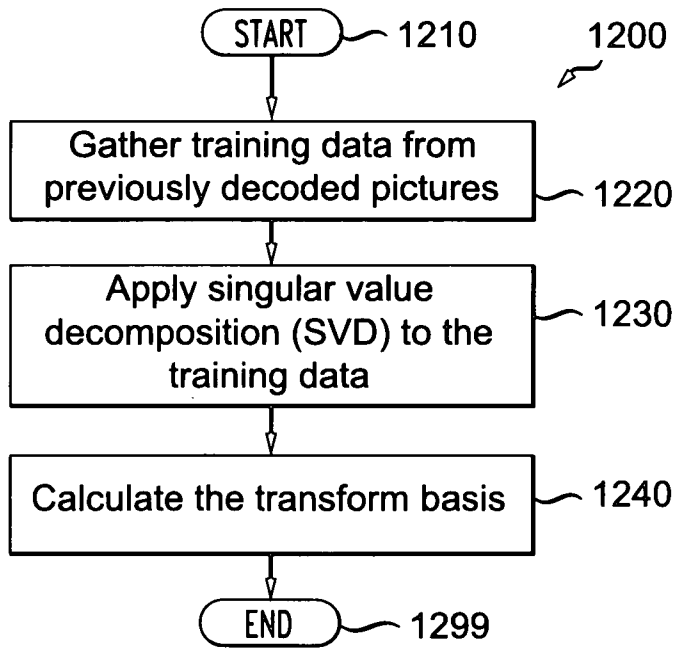 START 1210
1200
Gather training data from
previously decoded pictures
1220
Apply singular value
decomposition (SVD) to the
training data
1230
Calculate the transform basis
1240
END 1299